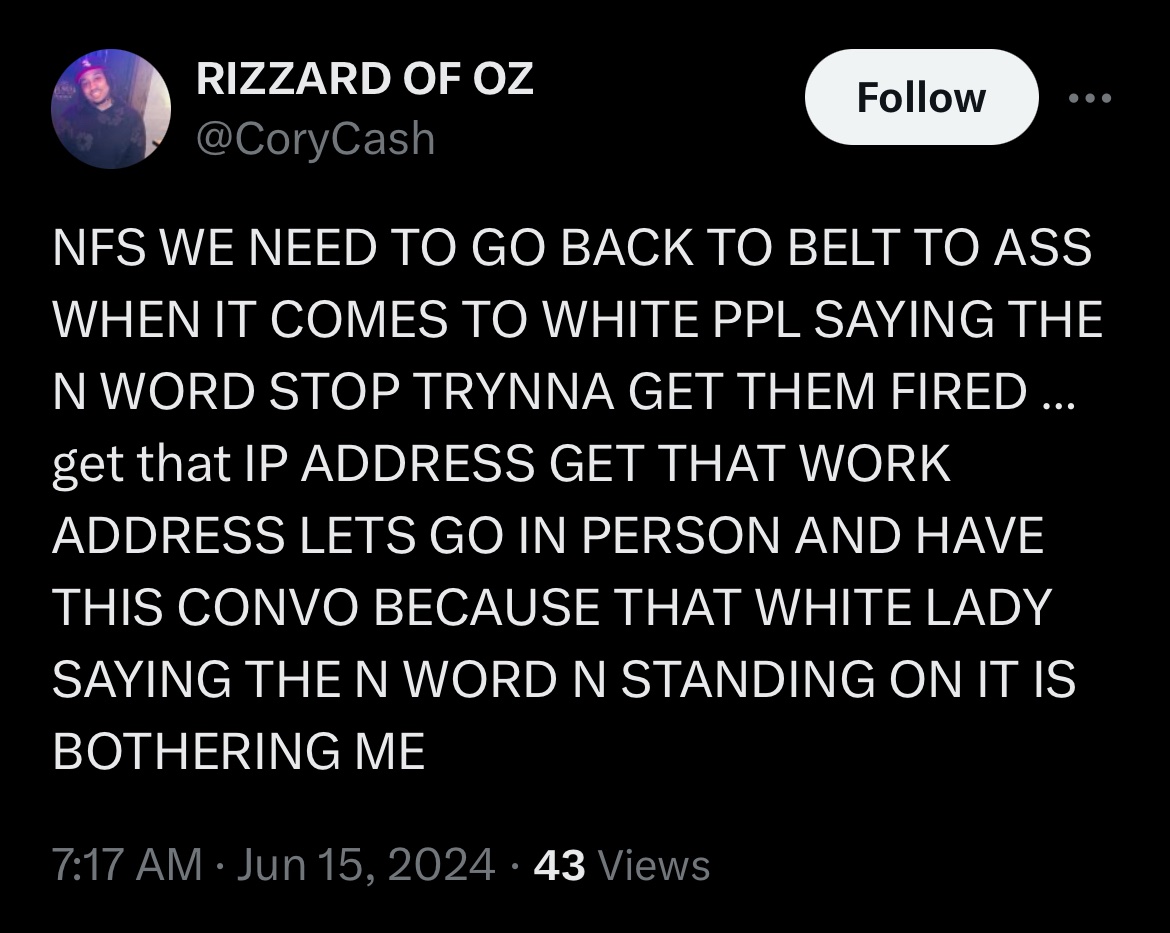 RIZZARD OF OZ
@CoryCash
Follow
NFS WE NEED TO GO BACK TO BELT TO ASS
WHEN IT COMES TO WHITE PPL SAYING THE
N WORD STOP TRYNNA GET THEM FIRED ...
get that IP ADDRESS GET THAT WORK
ADDRESS LETS GO IN PERSON AND HAVE
THIS CONVO BECAUSE THAT WHITE LADY
SAYING THE N WORD N STANDING ON IT IS
BOTHERING ME
7:17 AM · Jun 15, 2024 · 43 Views